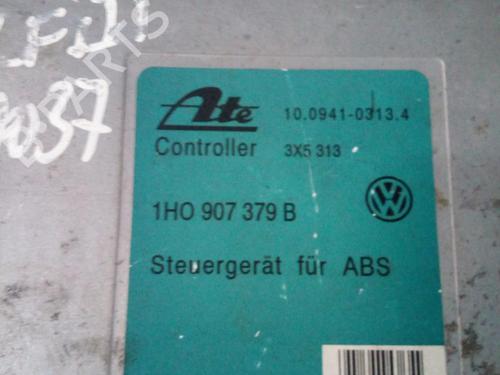 Ate 10.0941-0313.4
Controller 3X5 313
1HO 907 379 B
Steuergerät für ABS